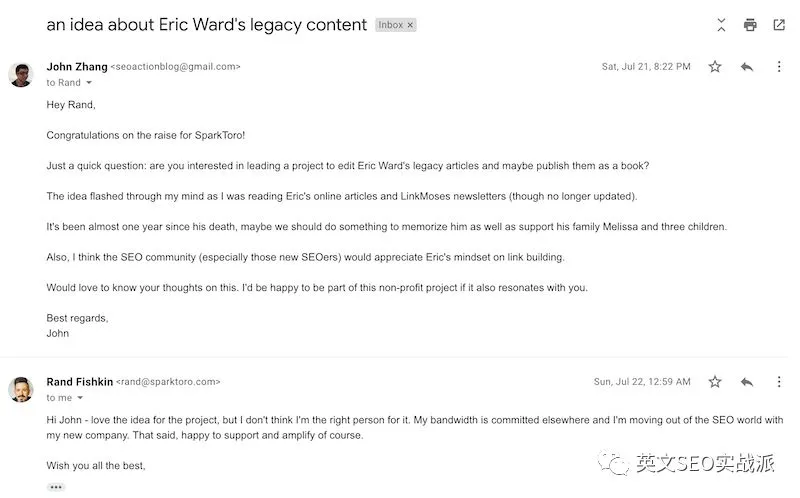 an idea about Eric Ward's legacy content Inbox ×
John Zhang <seoactionblog@gmail.com> Sat, Jul 21, 8:22 PM
to Rand
Hey Rand,
Congratulations on the raise for SparkToro!
Just a quick question: are you interested in leading a project to edit Eric Ward's legacy articles and maybe publish them as a book?
The idea flashed through my mind as I was reading Eric's online articles and LinkMoses newsletters (though no longer updated).
It's been almost one year since his death, maybe we should do something to memorize him as well as support his family Melissa and three children.
Also, I think the SEO community (especially those new SEOers) would appreciate Eric's mindset on link building.
Would love to know your thoughts on this. I'd be happy to be part of this non-profit project if it also resonates with you.
Best regards,
John
Rand Fishkin <rand@sparktoro.com> Sun, Jul 22, 12:59 AM
to me
Hi John - love the idea for the project, but I don't think I'm the right person for it. My bandwidth is committed elsewhere and I'm moving out of the SEO world with
my new company. That said, happy to support and amplify of course.
Wish you all the best,
英文SEO实战派